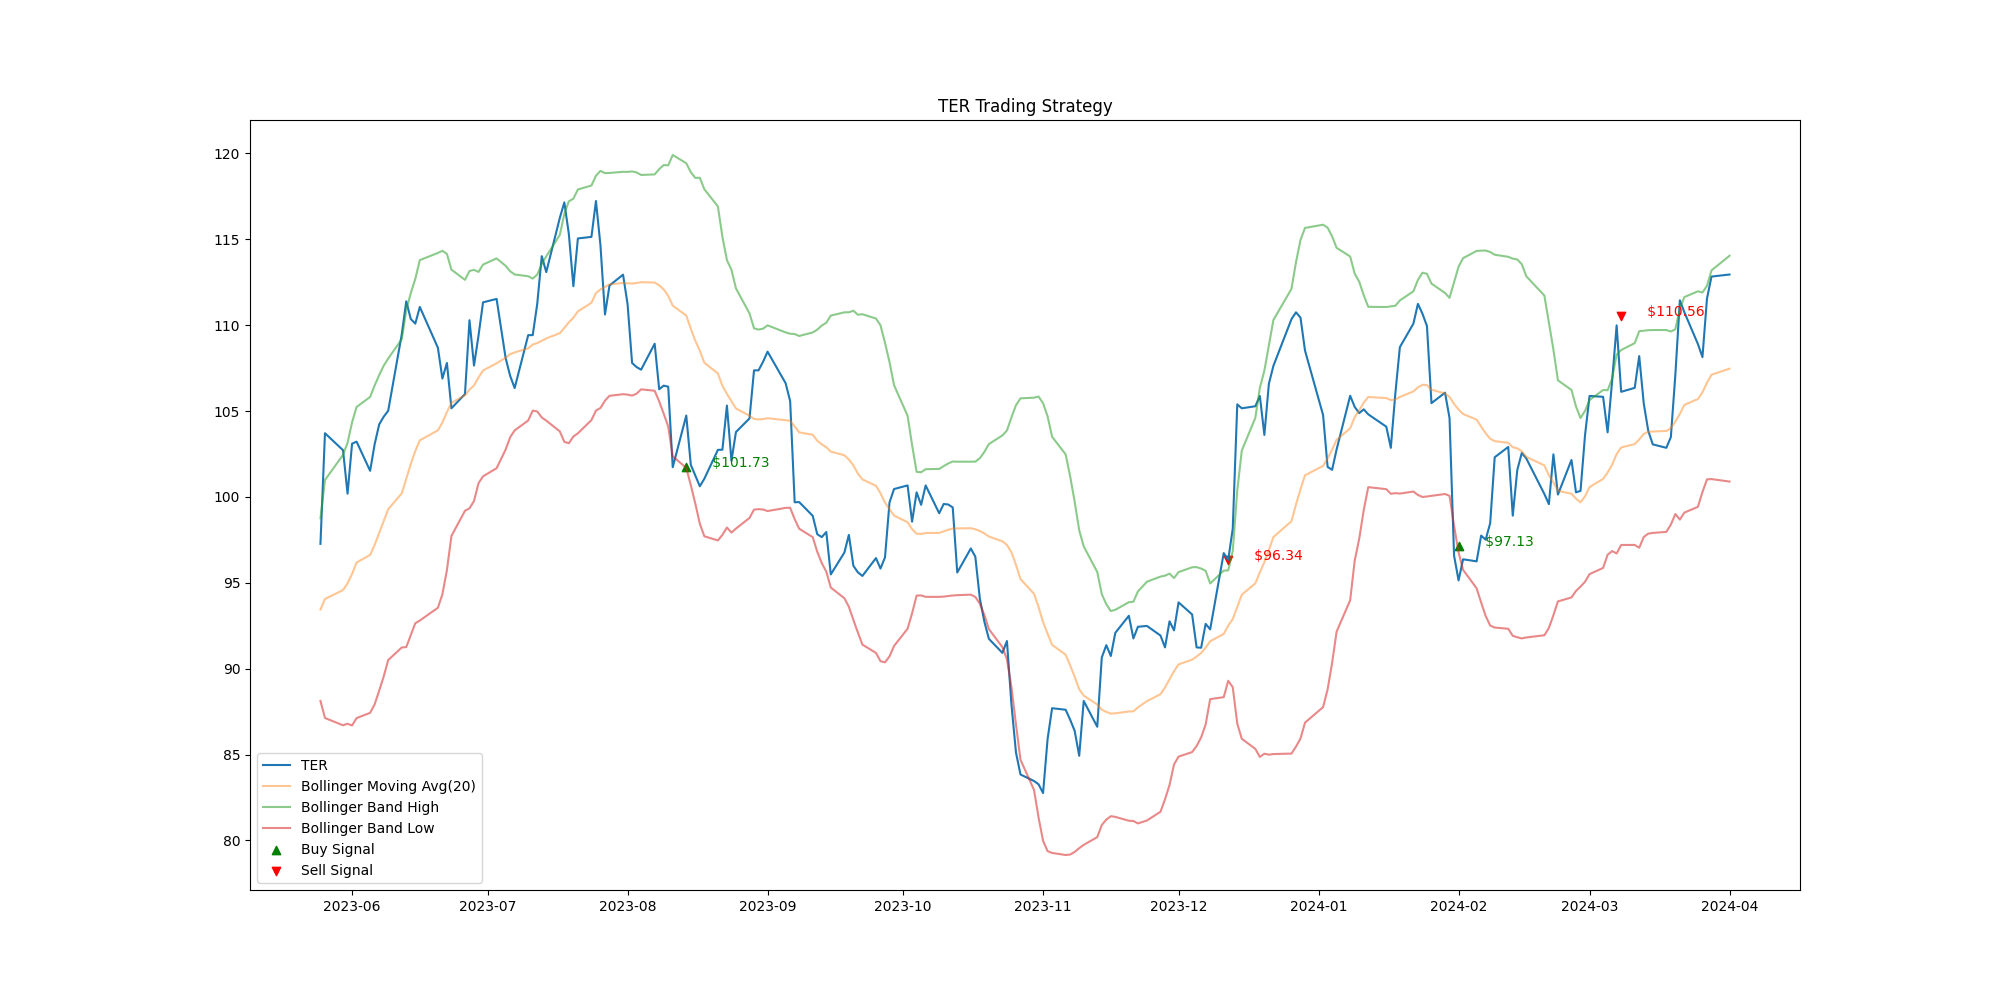 TER Trading Strategy
120
115
110
105
100
95
90
85
80
$101.73
$96.34
$97.13
$110.56
TER
Bollinger Moving Avg(20)
Bollinger Band High
Bollinger Band Low
Buy Signal
Sell Signal
2023-06 2023-07 2023-08 2023-09 2023-10 2023-11 2023-12 2024-01 2024-02 2024-03 2024-04